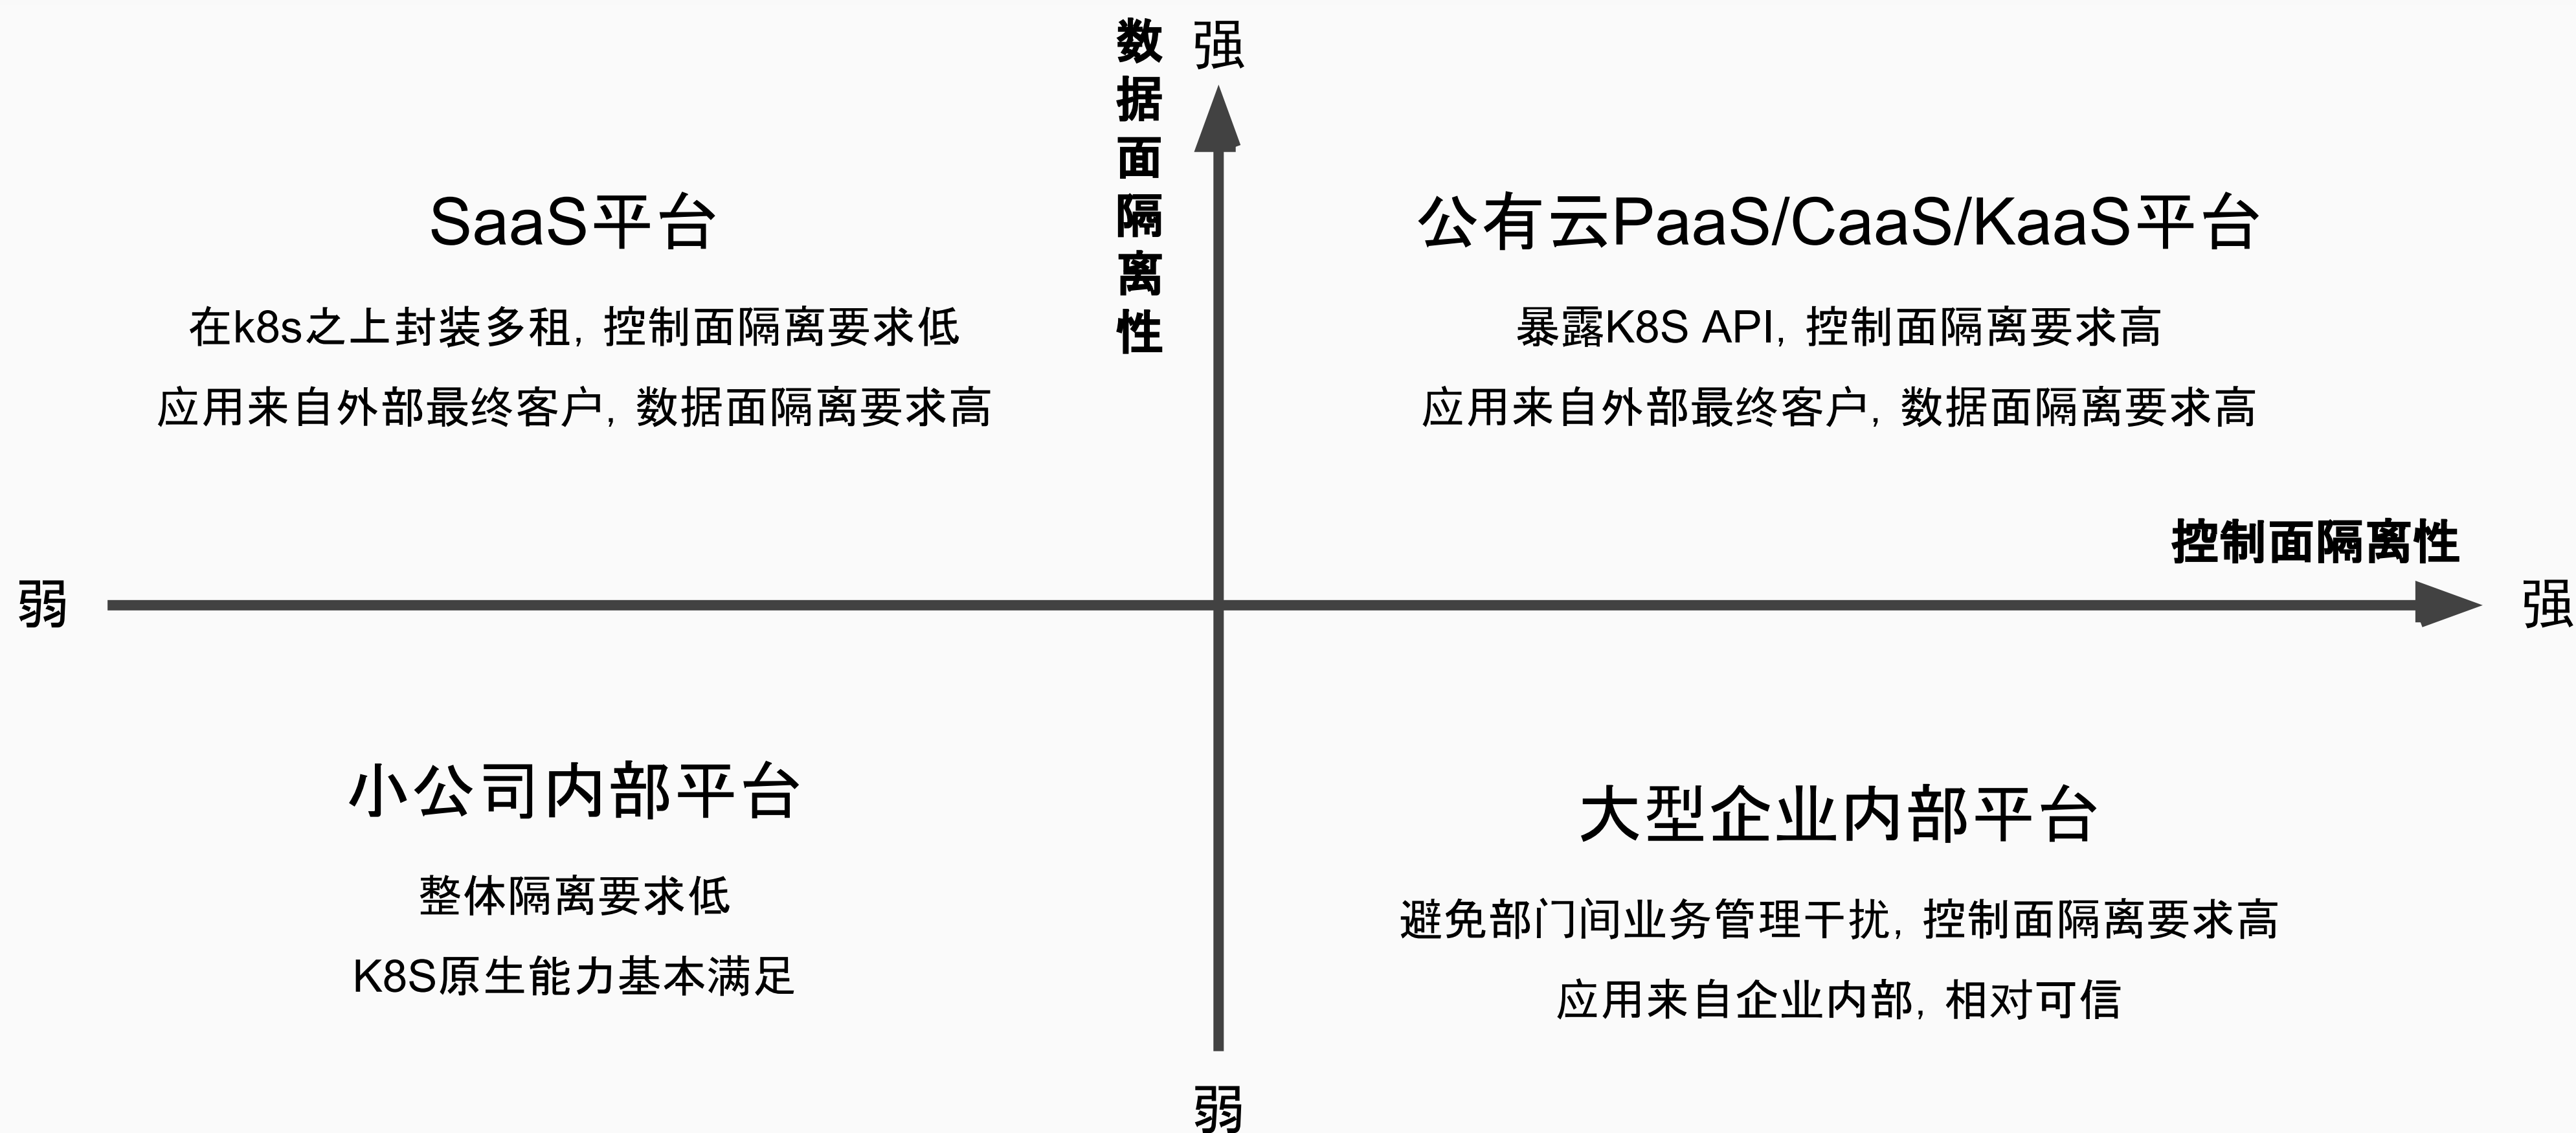 数据面隔离性
强
SaaS平台
在k8s之上封装多租，控制面隔离要求低
应用来自外部最终客户，数据面隔离要求高
公有云PaaS/CaaS/KaaS平台
暴露K8S API，控制面隔离要求高
应用来自外部最终客户，数据面隔离要求高
控制面隔离性
弱
强
小公司内部平台
整体隔离要求低
K8S原生能力基本满足
大型企业内部平台
避免部门间业务管理干扰，控制面隔离要求高
应用来自企业内部，相对可信
弱